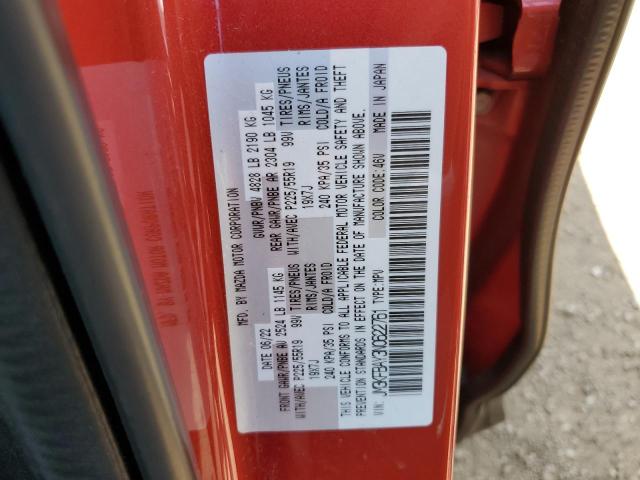 MFD. BY MAZDA MOTOR CORPORATION
DATE 06/22 GVWR/PNBV 4828 LB 2190 KG
FRONT GAWR/PNBE AV 2524 LB 1145 KG REAR GAWR/PNBE AR 2304 LB 1045 KG
WITH/AVEC P225/55R19 99V TIRES/PNEUS WITH/AVEC P225/55R19 99V TIRES/PNEUS
19X7J RIMS/JANTES 19X7J RIMS/JANTES
240 KPA/35 PSI COLD/A FROID 240 KPA/35 PSI COLD/A FROID
THIS VEHICLE CONFORMS TO ALL APPLICABLE FEDERAL MOTOR VEHICLE SAFETY AND THEFT
PREVENTION STANDARDS IN EFFECT ON THE DATE OF MANUFACTURE SHOWN ABOVE.
VIN: JM3KFBAY3N0622761 TYPE:MPV COLOR CODE:46V MADE IN JAPAN